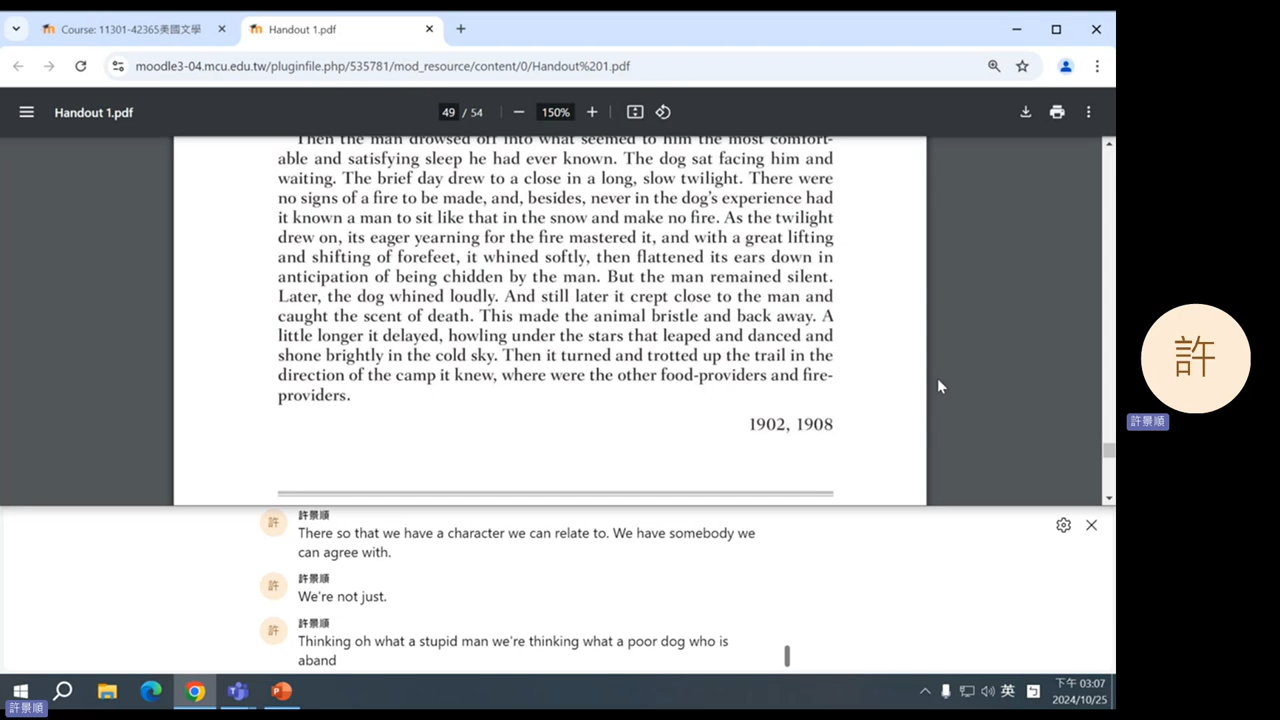 Course: 11301-42365美國文學
Handout 1.pdf
moodle3-04.mcu.edu.tw/pluginfile.php/535781/mod_resource/content/0/Handout%201.pdf
Handout 1.pdf
49 / 54
150%
Then the man drowsed off into what seemed to him the most comfort-
able and satisfying sleep he had ever known. The dog sat facing him and
waiting. The brief day drew to a close in a long, slow twilight. There were
no signs of a fire to be made, and, besides, never in the dog's experience had
it known a man to sit like that in the snow and make no fire. As the twilight
drew on, its eager yearning for the fire mastered it, and with a great lifting
and shifting of forefeet, it whined softly, then flattened its ears down in
anticipation of being chidden by the man. But the man remained silent.
Later, the dog whined loudly. And still later it crept close to the man and
caught the scent of death. This made the animal bristle and back away. A
little longer it delayed, howling under the stars that leaped and danced and
shone brightly in the cold sky. Then it turned and trotted up the trail in the
direction of the camp it knew, where were the other food-providers and fire-
providers.
1902, 1908
許
許景順
許
許景順
There so that we have a character we can relate to. We have somebody we
can agree with.
許
許景順
We're not just.
許
許景順
Thinking oh what a stupid man we're thinking what a poor dog who is
aband
英
下午 03:07
2024/10/25
許景順